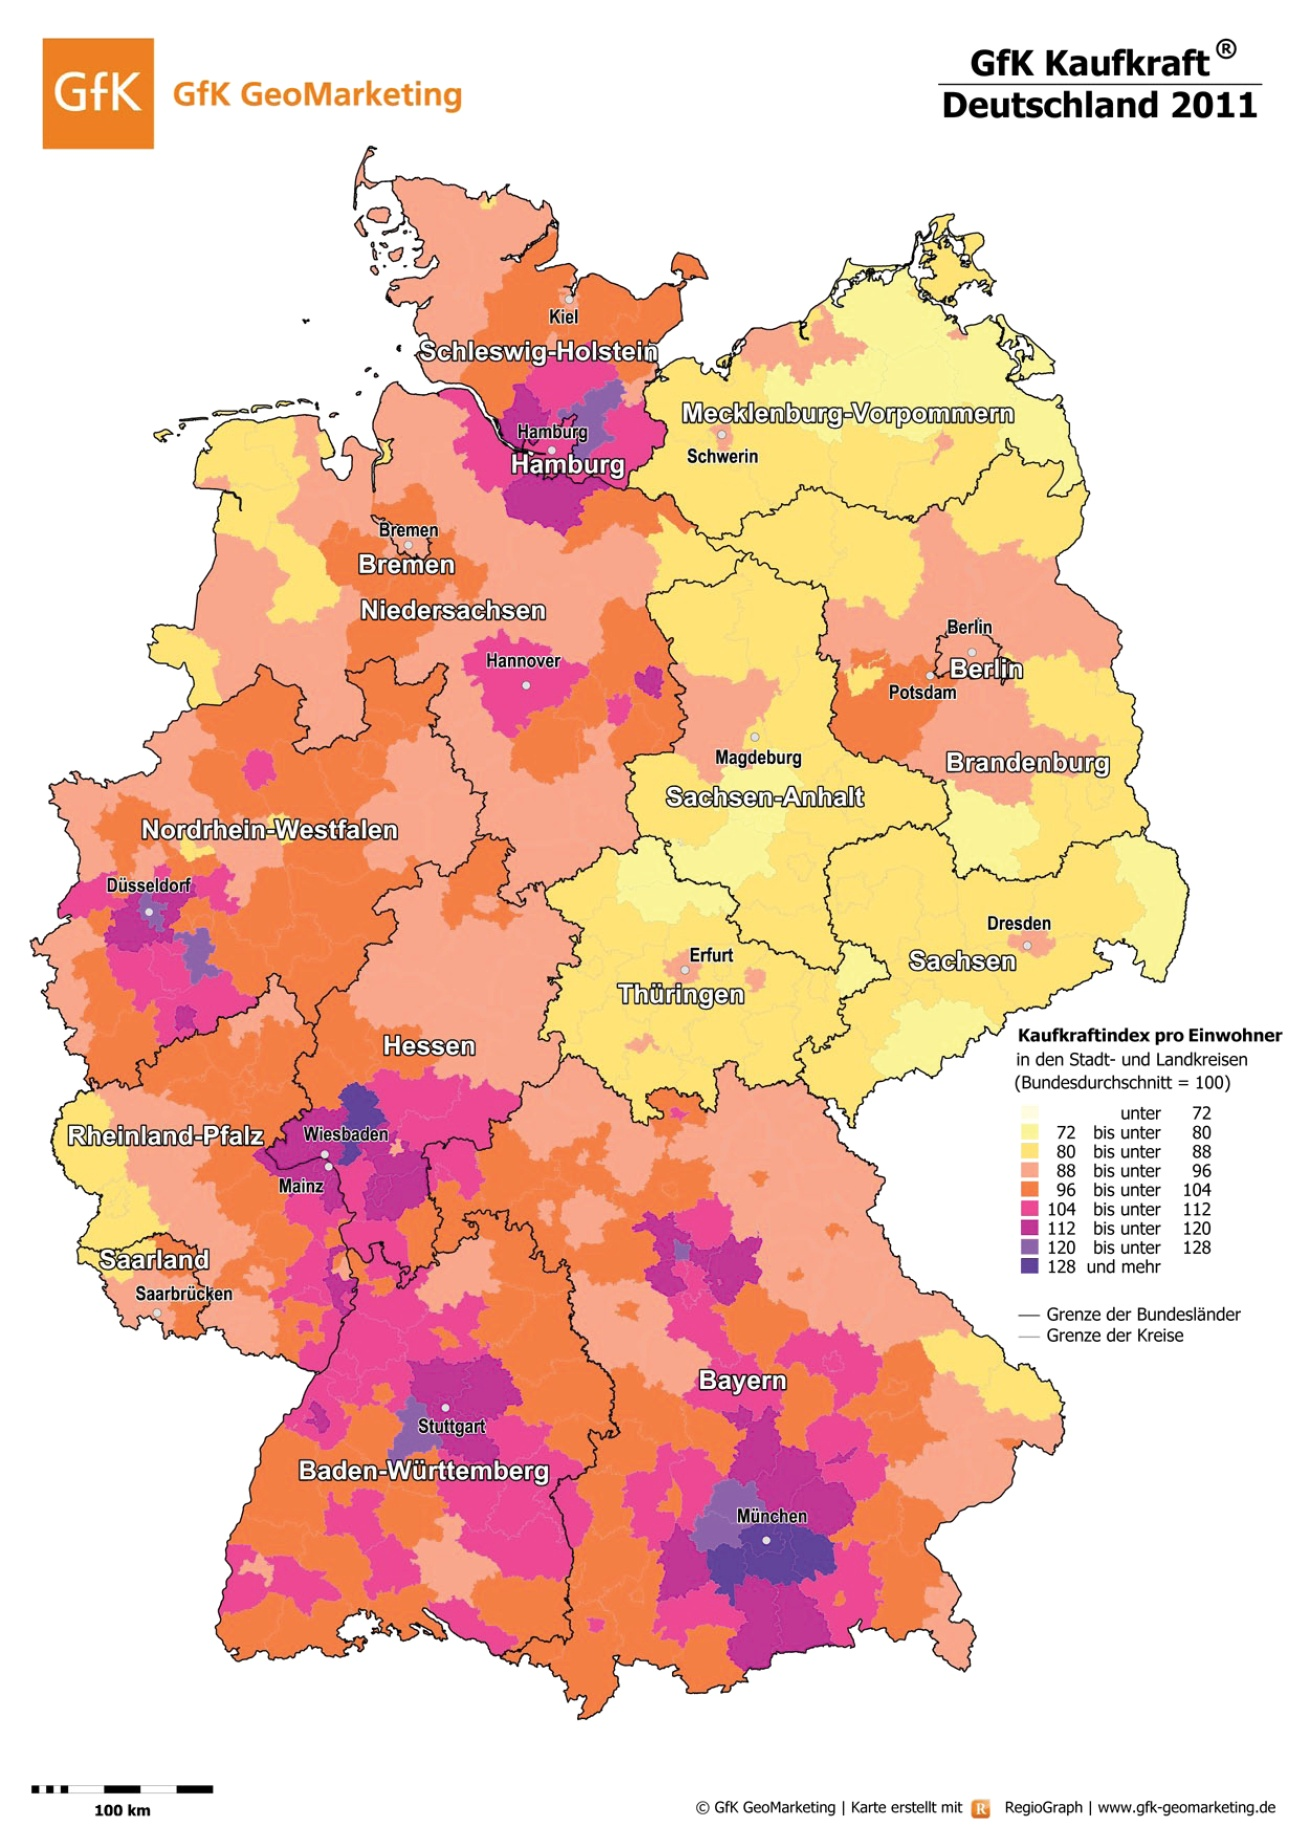 GfK
GfK GeoMarketing
GfK Kaufkraft®
Deutschland 2011
Kiel
Schleswig-Holstein
Mecklenburg-Vorpommern
Hamburg
Schwerin
Hamburg
Bremen
Bremen
Niedersachsen
Berlin
Hannover
Berlin
Potsdam
Magdeburg
Brandenburg
Sachsen-Anhalt
Nordrhein-Westfalen
Düsseldorf
Dresden
Erfurt
Sachsen
Thüringen
Hessen
Kaufkraftindex pro Einwohner
in den Stadt- und Landkreisen
(Bundesdurchschnitt = 100)
unter 72
72 bis unter 80
80 bis unter 88
88 bis unter 96
96 bis unter 104
104 bis unter 112
112 bis unter 120
120 bis unter 128
128 und mehr
Grenze der Bundesländer
Grenze der Kreise
Wiesbaden
Rheinland-Pfalz
Mainz
Saarland
Saarbrücken
Bayern
Stuttgart
Baden-Württemberg
München
100 km
© GfK GeoMarketing | Karte erstellt mit R RegioGraph | www.gfk-geomarketing.de